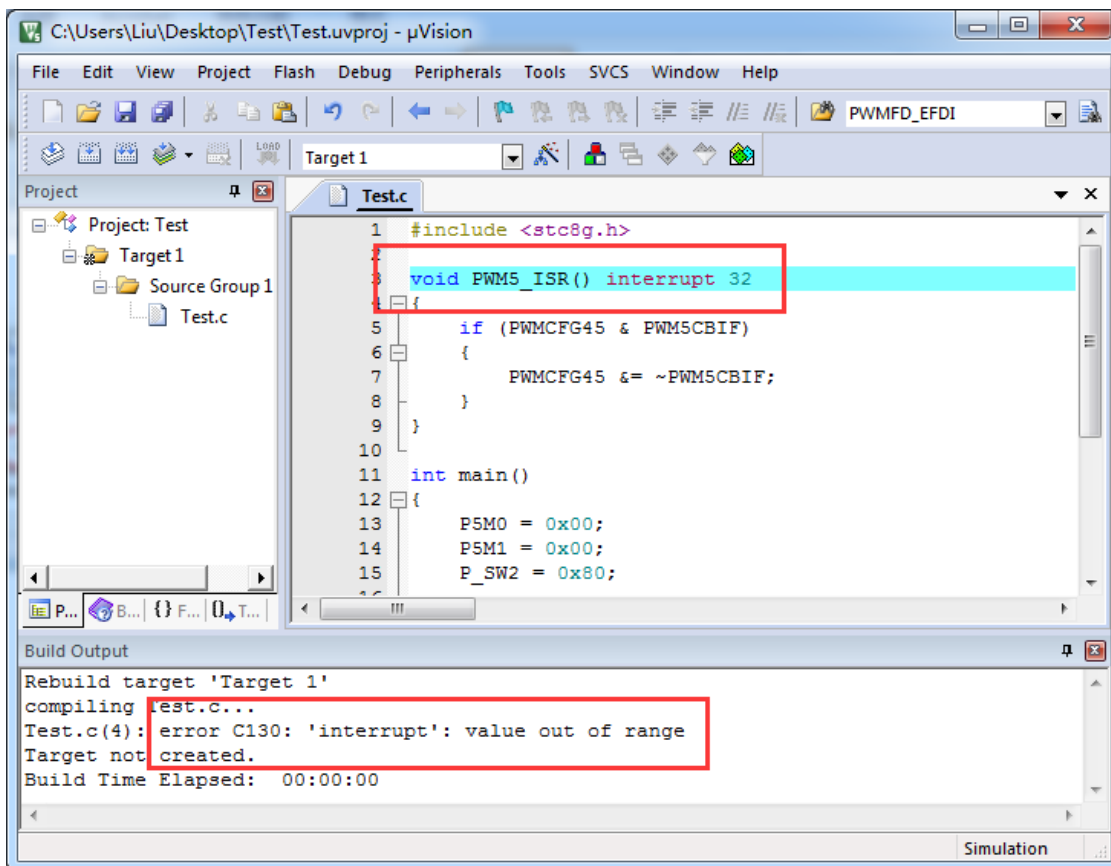 C:\Users\Liu\Desktop\Test\Test.uvproj - µVision
File Edit View Project Flash Debug Peripherals Tools SVCS Window Help
PWMFD_EFDI
LOAD
Target 1
Project
Test.c
Project: Test
Target 1
Source Group 1
Test.c
1 #include <stc8g.h>
2
3 void PWM5_ISR() interrupt 32
4 {
5 if (PWMCFG45 & PWM5CBIF)
6 {
7 PWMCFG45 &= ~PWM5CBIF;
8 }
9 }
10
11 int main()
12 {
13 P5M0 = 0x00;
14 P5M1 = 0x00;
15 P_SW2 = 0x80;
P... B... {} F... 0 T...
Build Output
Rebuild target 'Target 1'
compiling Test.c...
Test.c(4): error C130: 'interrupt': value out of range
Target not created.
Build Time Elapsed: 00:00:00
Simulation